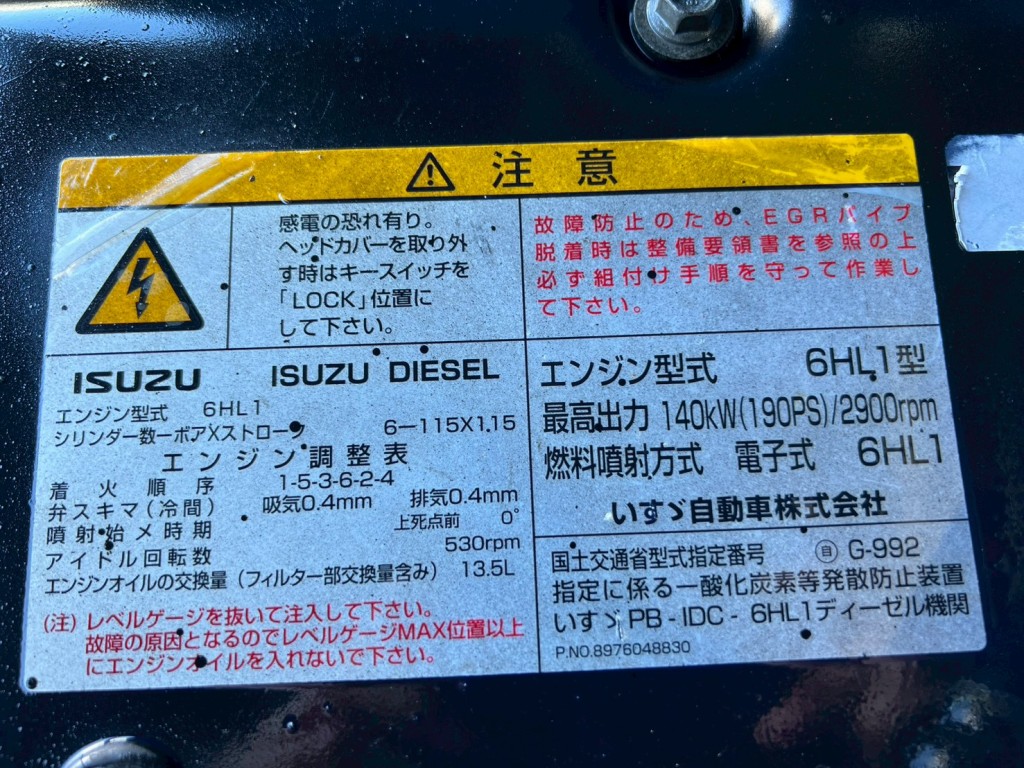 注意
感電の恐れ有り。
ヘッドカバーを取り外
す時はキースイッチを
「LOCK」位置に
して下さい。
故障防止のため、EGRパイプ
脱着時は整備要領書を参照の上
必ず組付け手順を守って作業し
て下さい。
ISUZU ISUZU DIESEL
エンジン型式 6HL1
シリンダー数ーボアXストローク 6ー115X1.15
エンジン調整表
着火順序 1-5-3-6-2-4
弁スキマ(冷間) 吸気0.4mm 排気0.4mm
噴射始メ時期 上死点前 0°
アイドル回転数 530rpm
エンジンオイルの交換量(フィルター部交換量含み) 13.5L
(注)レベルゲージを抜いて注入して下さい。
故障の原因となるのでレベルゲージMAX位置以上
にエンジンオイルを入れないで下さい。
エンジン型式 6HL1型
最高出力 140kW(190PS)/2900rpm
燃料噴射方式 電子式 6HL1
いすゞ自動車株式会社
国土交通省型式指定番号 自 G-992
指定に係る一酸化炭素等発散防止装置
いすゞPB-IDC-6HL1ディーゼル機関
P.NO.8976048830